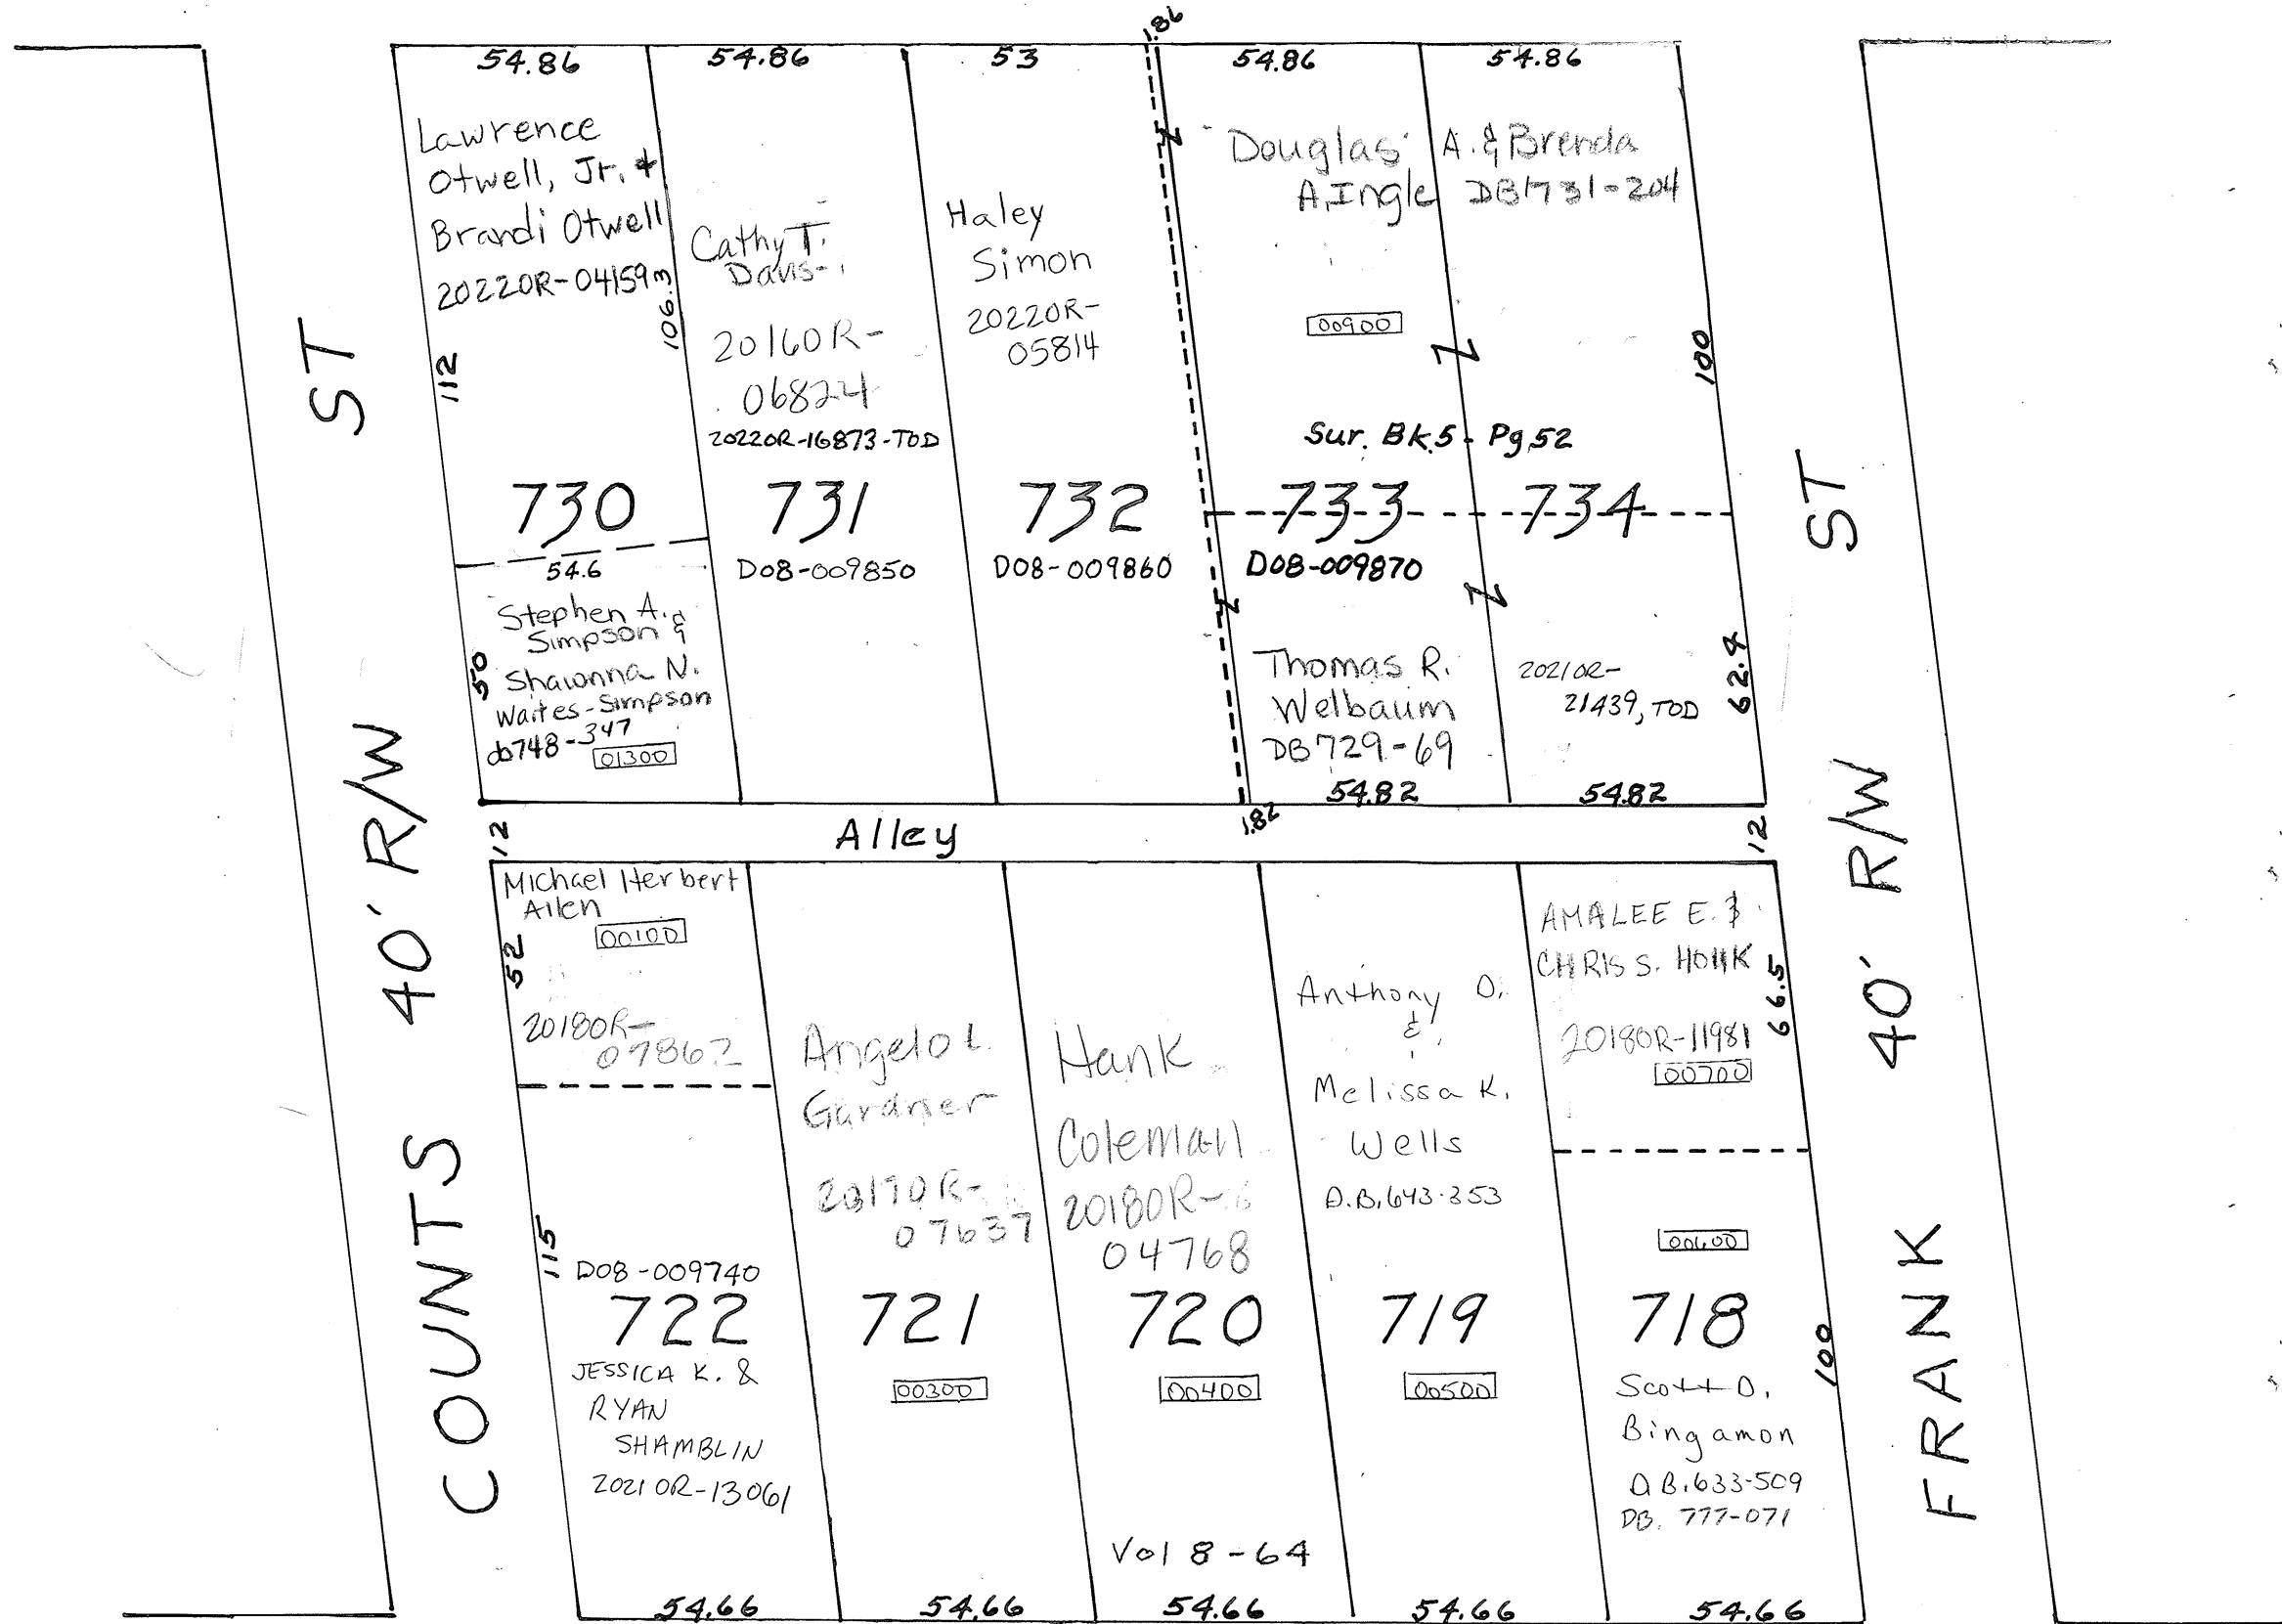 54.86
54.86
53
1.86
54.86
54.86
Lawrence
Otwell, Jr. &
Brandi Otwell
20220R-04159
112
106.3
Cathy T.
Davis
20160R-
06824
20220R-16873-TOD
Haley
Simon
20220R-
05814
Douglas A. & Brenda
A. Ingle DB1731-204
00900
100
Sur. Bk.5 - Pg.52
730
731
732
733
734
54.6
D08-009850
D08-009860
D08-009870
Stephen A.
Simpson &
Shawnna N.
Waites-Simpson
db748-347
01300
50
Thomas R.
Welbaum
DB729-69
20210R-
21439, TOD
62.4
54.82
54.82
1.82
12
Alley
12
Michael Herbert
Allen
00100
52
20180R-
07862
Angelo L.
Gardner
20170R-
07637
Hank
Coleman
20180R-
04768
Anthony D.
&
Melissa K.
Wells
D.B.643-353
AMALEE E. &
CHRIS S. HOUK
20180R-11981
00700
66.5
00600
115
D08-009740
722
721
720
719
718
JESSICA K. &
RYAN
SHAMBLIN
20210R-13061
00300
00400
00500
100
Scott D.
Bingamon
D.B.633-509
DB. 777-071
Vol 8-64
54.66
54.66
54.66
54.66
54.66
COUNTS 40' R/W ST
FRANK 40' R/W ST